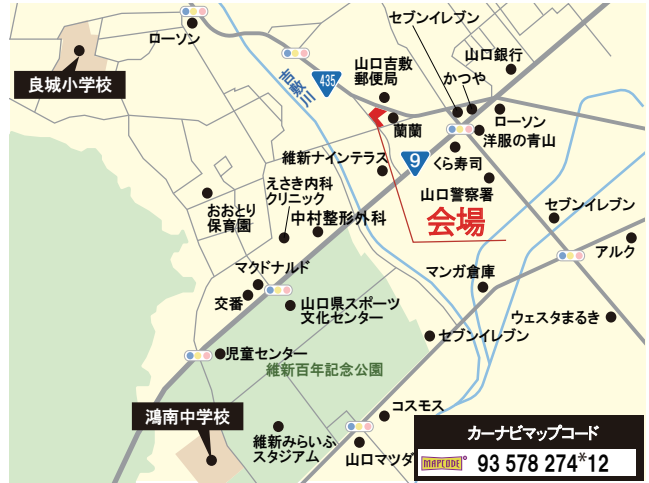 セブンイレブン
ローソン
山口銀行
山口吉敷
郵便局
かつや
良城小学校
435
吉敷川
蘭蘭
ローソン
洋服の青山
維新ナインテラス
9
くら寿司
えさき内科
クリニック
山口警察署
おおとり
保育園
中村整形外科
会場
セブンイレブン
アルク
マクドナルド
マンガ倉庫
交番
山口県スポーツ
文化センター
ウェスタまるき
セブンイレブン
児童センター
維新百年記念公園
鴻南中学校
コスモス
維新みらいふ
スタジアム
山口マツダ
カーナビマップコード
MAPCODE® 93 578 274*12